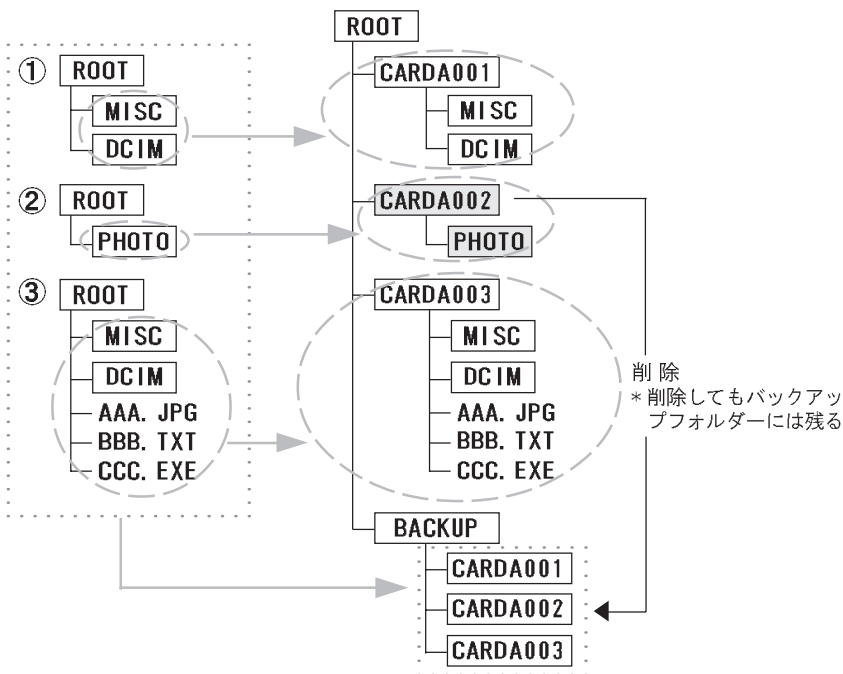 ①
ROOT
MISC
DCIM
②
ROOT
PHOTO
③
ROOT
MISC
DCIM
AAA. JPG
BBB. TXT
CCC. EXE
ROOT
CARDA001
MISC
DCIM
CARDA002
PHOTO
CARDA003
MISC
DCIM
AAA. JPG
BBB. TXT
CCC. EXE
BACKUP
CARDA001
CARDA002
CARDA003
削除
*削除してもバックアッ
プフォルダーには残る